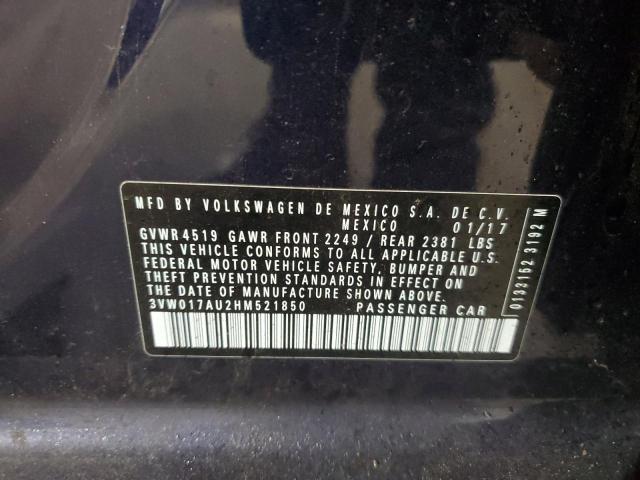 MFD BY VOLKSWAGEN DE MEXICO S.A. DE C.V.
MEXICO 01/17
GVWR 4519 GAWR FRONT 2249 / REAR 2381 LBS
THIS VEHICLE CONFORMS TO ALL APPLICABLE U.S.
FEDERAL MOTOR VEHICLE SAFETY, BUMPER AND
THEFT PREVENTION STANDARDS IN EFFECT ON
THE DATE OF MANUFACTURE SHOWN ABOVE.
3VW017AU2HM521850 PASSENGER CAR
0132162 3192 M